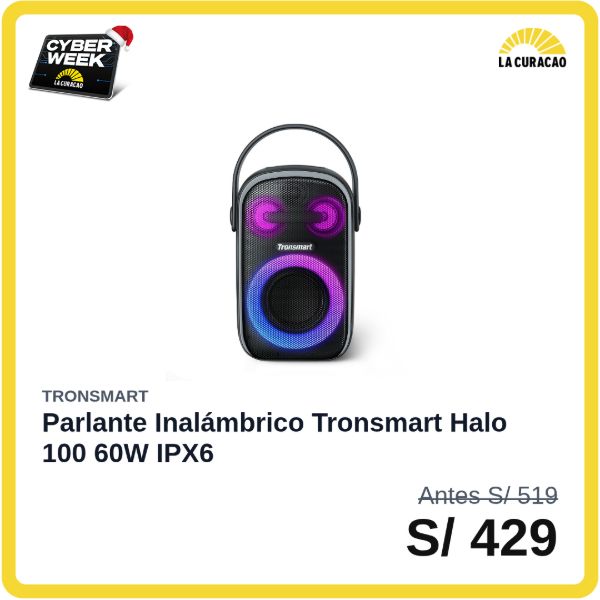 CYBER
WEEK
LA CURACAO
LA CURACAO
Tronsmart
TRONSMART
Parlante Inalámbrico Tronsmart Halo
100 60W IPX6
Antes S/ 519
S/ 429